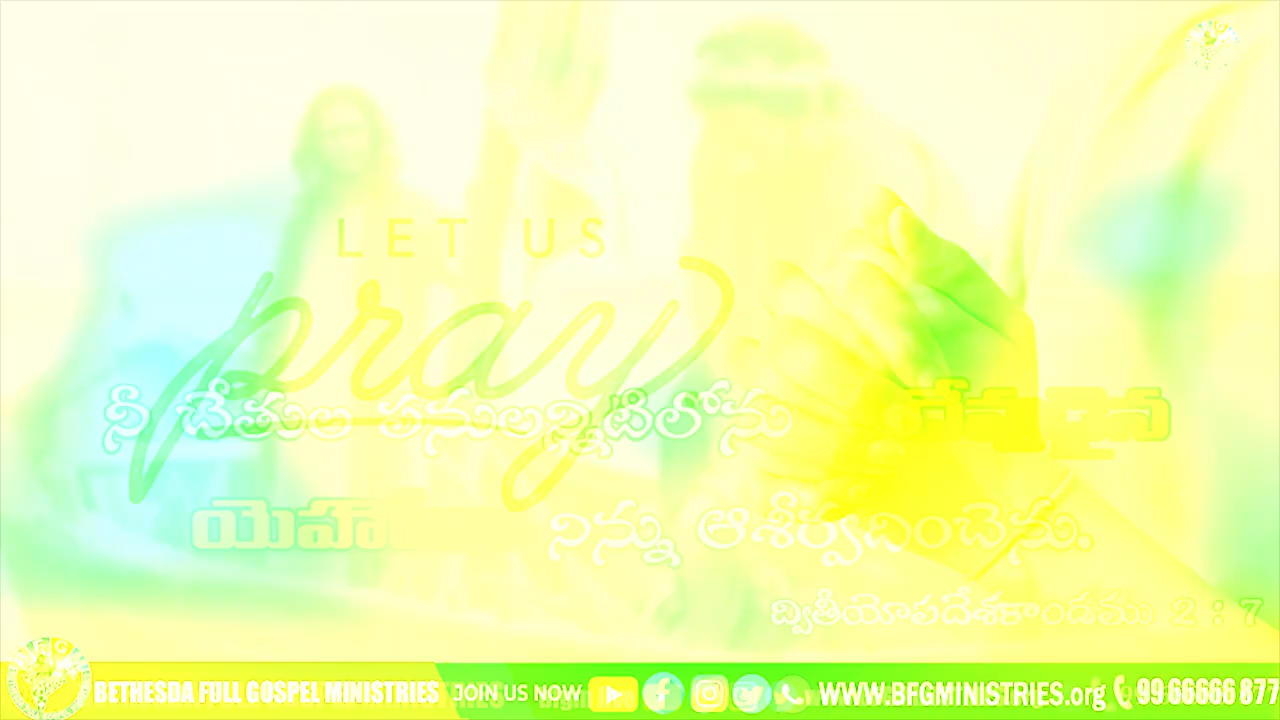 LET US
pray
నీ చేతుల పనులన్నిటిలోను
నిన్ను ఆశీర్వదించెను.
ద్వితీయోపదేశకాండము 2 : 7
BETHESDA FULL GOSPEL MINISTRIES JOIN US NOW WWW.BFGMINISTRIES.org 99 66666 877